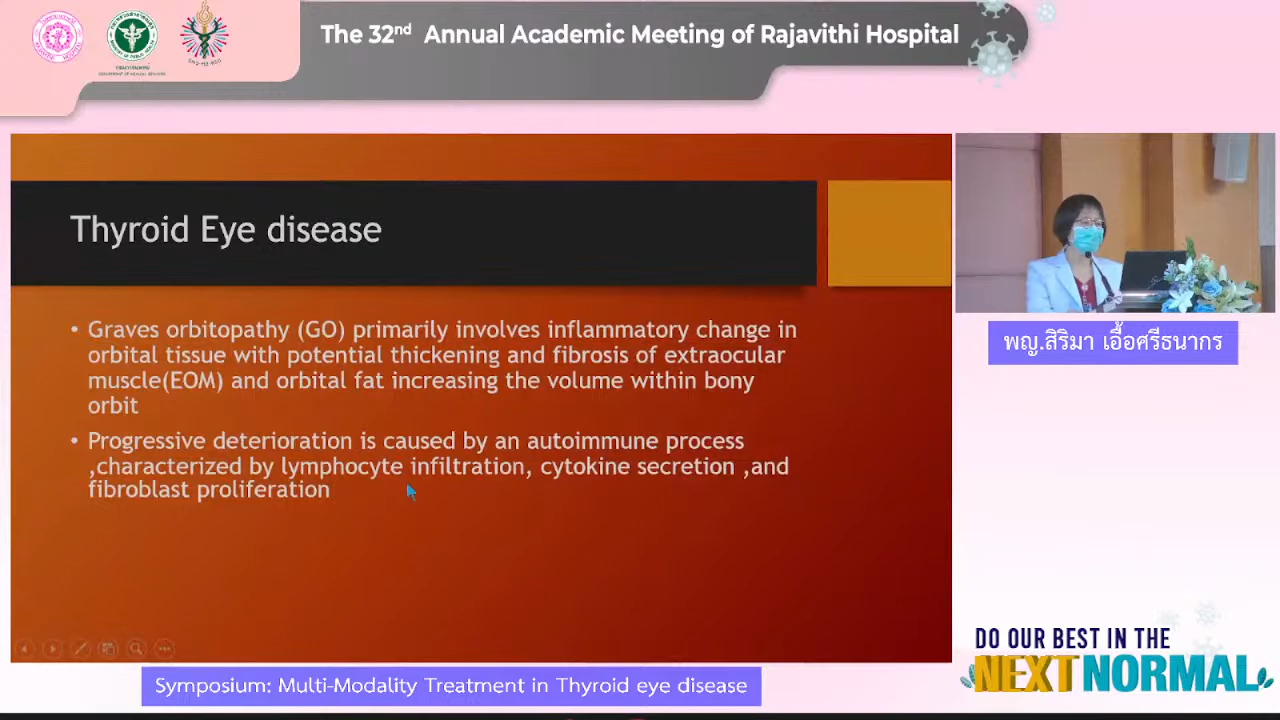 The 32nd Annual Academic Meeting of Rajavithi Hospital
Thyroid Eye disease
• Graves orbitopathy (GO) primarily involves inflammatory change in
orbital tissue with potential thickening and fibrosis of extraocular
muscle(EOM) and orbital fat increasing the volume within bony
orbit
• Progressive deterioration is caused by an autoimmune process
,characterized by lymphocyte infiltration, cytokine secretion ,and
fibroblast proliferation
พญ.สิริมา เอื้อศรีธนากร
DO OUR BEST IN THE
NEXT NORMAL
Symposium: Multi-Modality Treatment in Thyroid eye disease